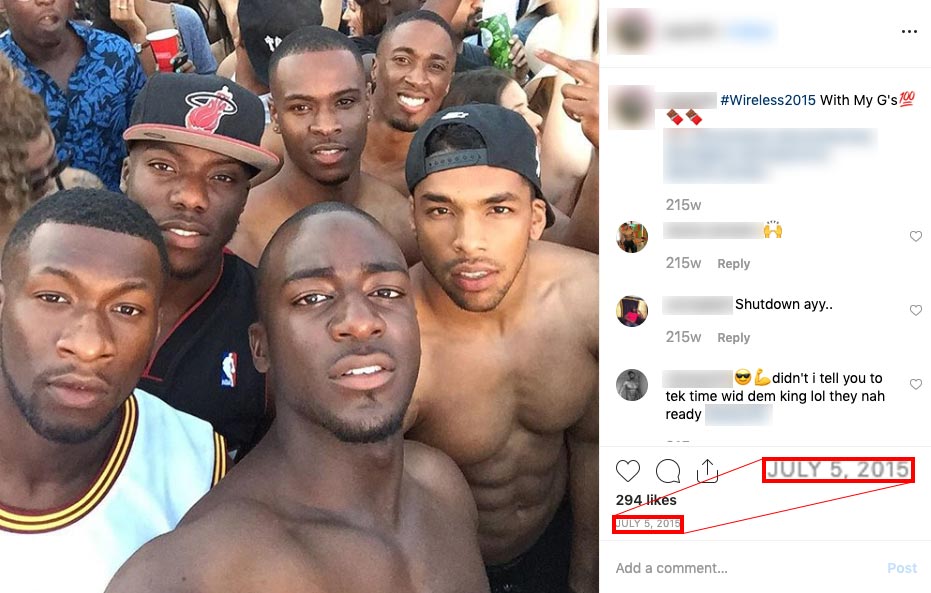 #Wireless2015 With My G's💯
🍫🍫
215w
🙌
215w Reply
Shutdown ayy..
215w Reply
😎💪didn't i tell you to
tek time wid dem king lol they nah
ready
JULY 5, 2015
294 likes
JULY 5, 2015
Add a comment... Post